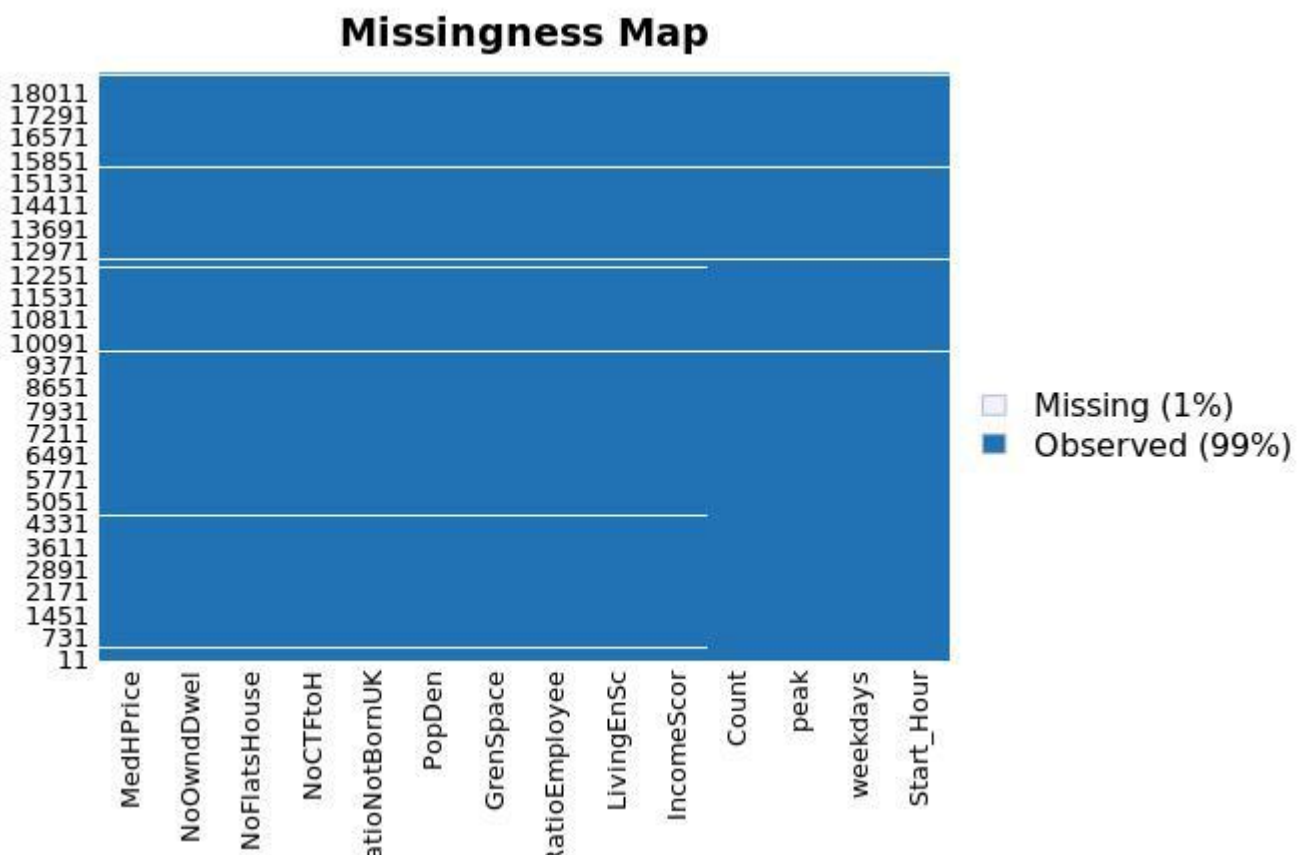 Missingness Map
18011
17291
16571
15851
15131
14411
13691
12971
12251
11531
10811
10091
9371
8651
7931
7211
6491
5771
5051
4331
3611
2891
2171
1451
731
11
Missing (1%)
Observed (99%)
MedHPrice
NoOwndDwel
NoFlatsHouse
NoCTFtoH
atioNotBornUK
PopDen
GrenSpace
RatioEmployee
LivingEnSc
IncomeScor
Count
peak
weekdays
Start_Hour